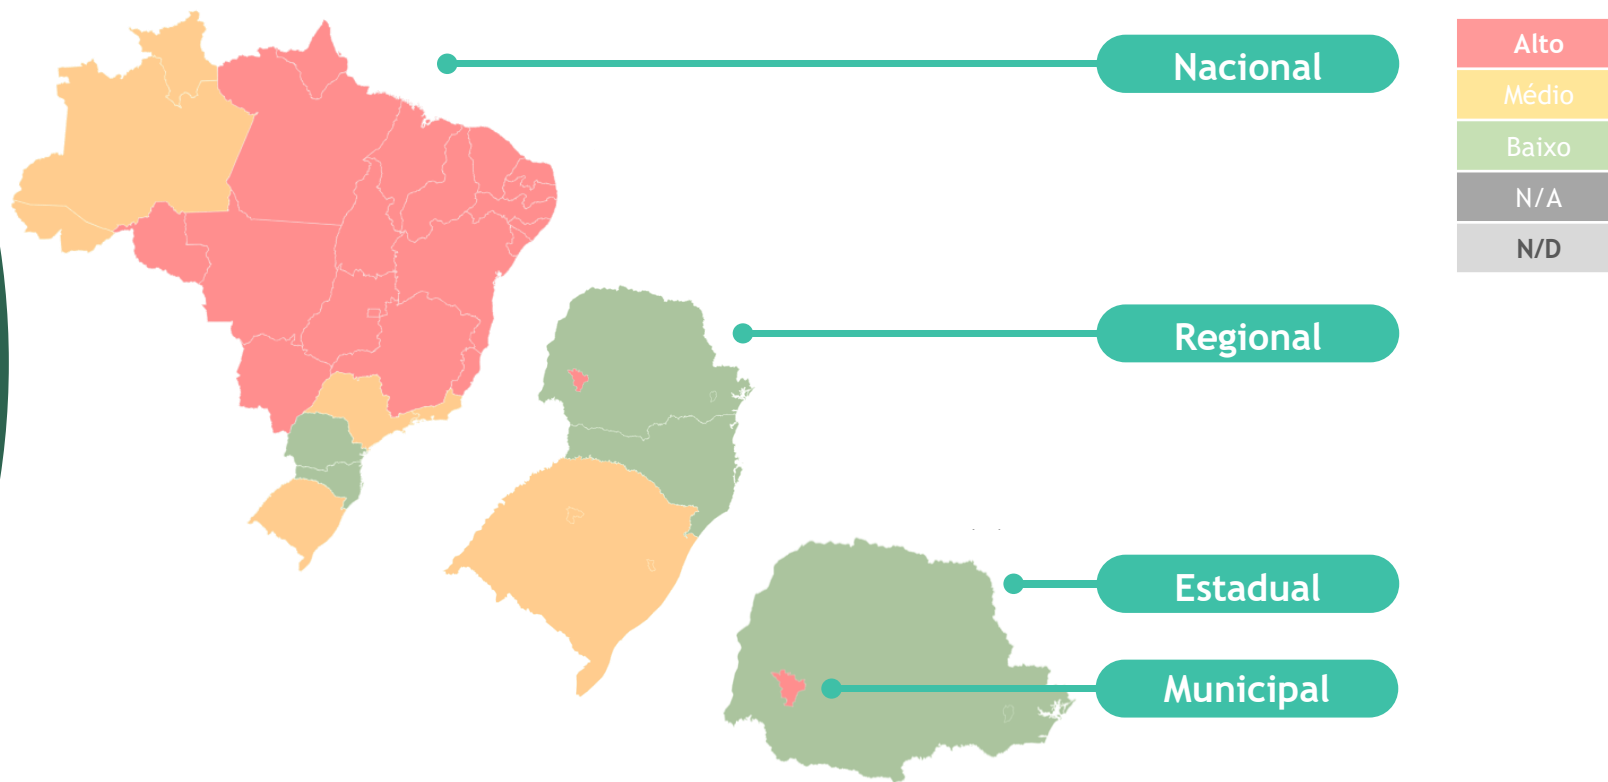 Nacional
Alto
Médio
Baixo
N/A
N/D
Regional
Estadual
Municipal